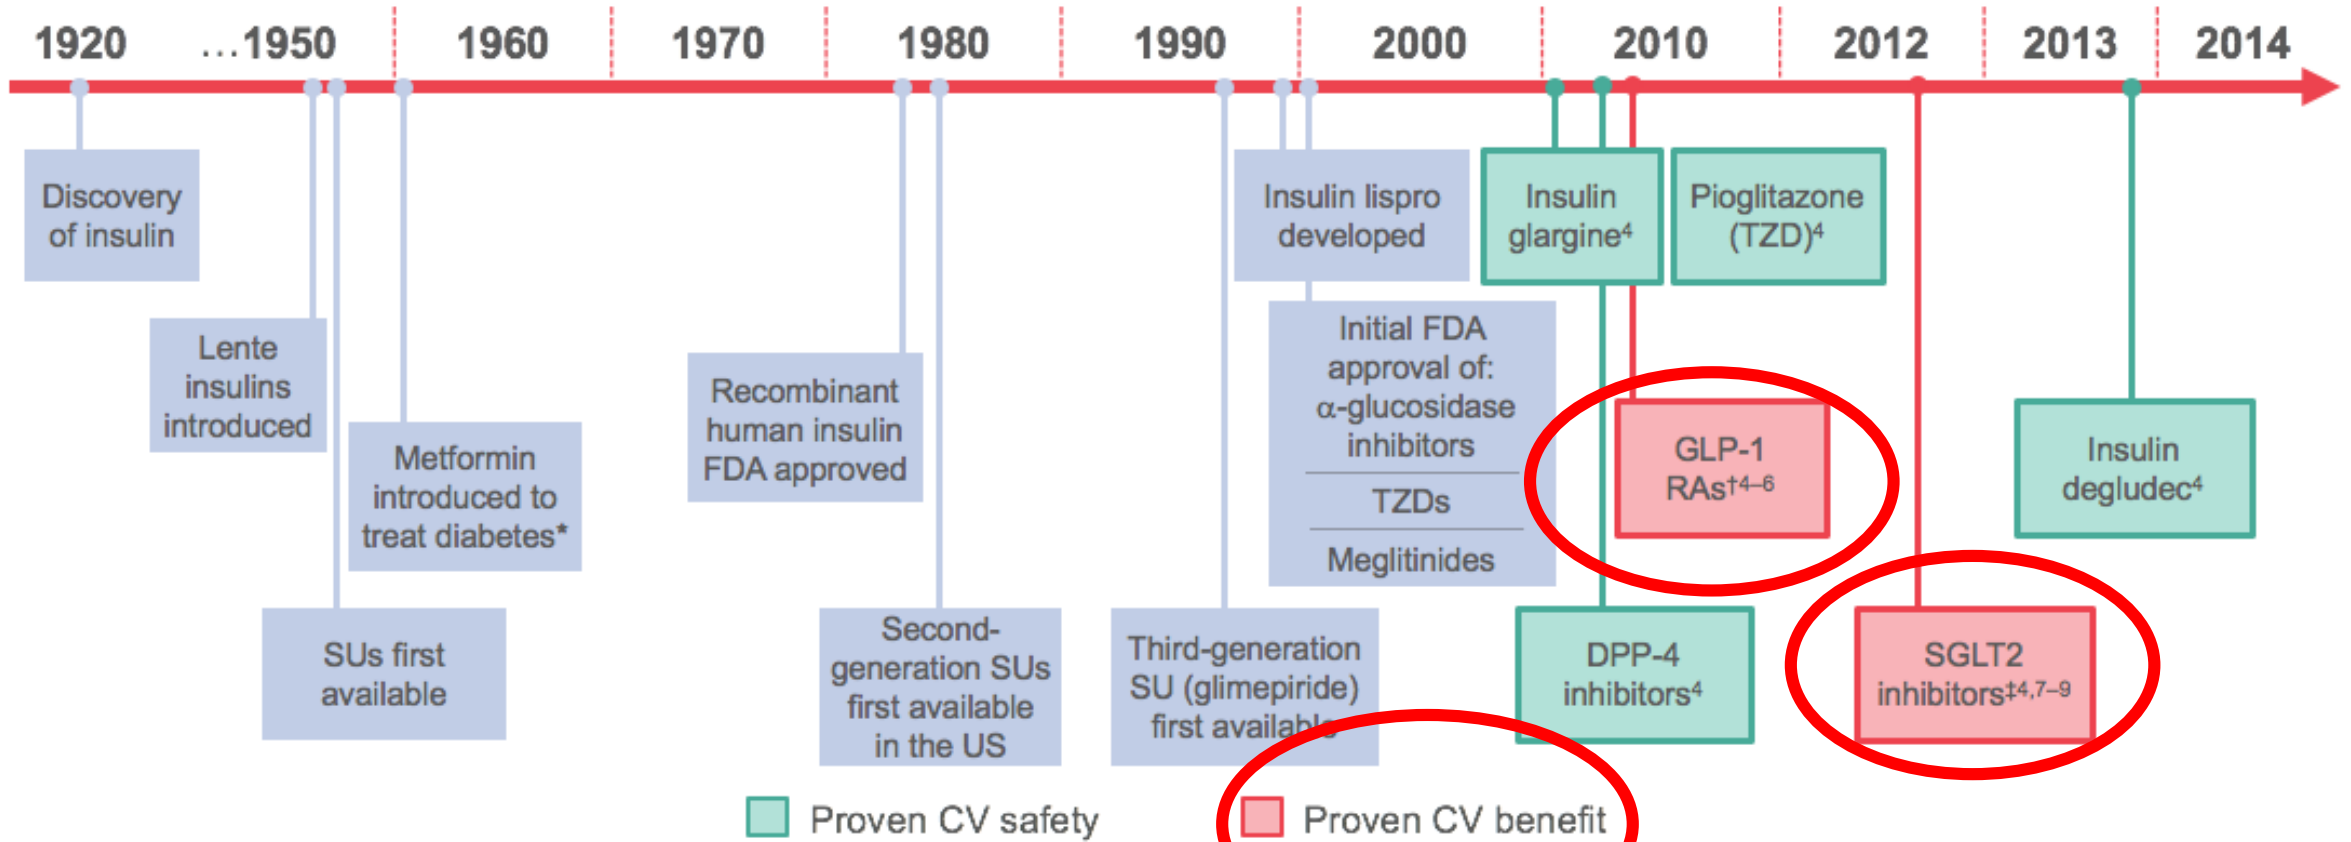 1920 …1950 1960 1970 1980 1990 2000 2010 2012 2013 2014
Discovery
of insulin
Lente
insulins
introduced
SUs first
available
Metformin
introduced to
treat diabetes*
Recombinant
human insulin
FDA approved
Second-
generation SUs
first available
in the US
Third-generation
SU (glimepiride)
first available
Insulin lispro
developed
Initial FDA
approval of:
α-glucosidase
inhibitors
TZDs
Meglitinides
Insulin
glargine⁴
Pioglitazone
(TZD)⁴
GLP-1
RAs†⁴⁻⁶
DPP-4
inhibitors⁴
SGLT2
inhibitors‡⁴,⁷⁻⁹
Insulin
degludec⁴
Proven CV safety
Proven CV benefit